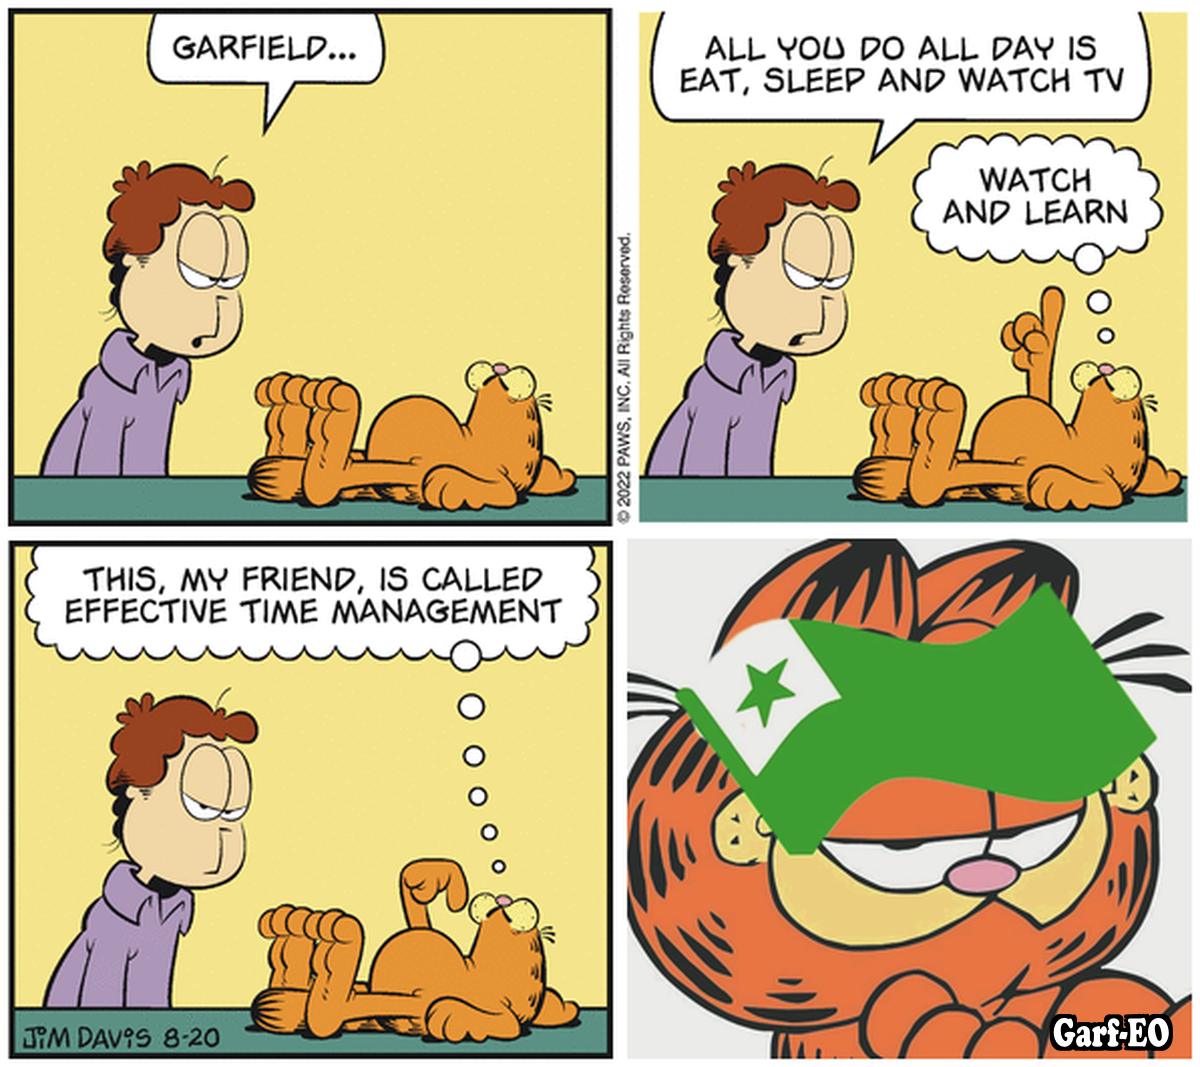 GARFIELD...
ALL YOU DO ALL DAY IS
EAT, SLEEP AND WATCH TV
WATCH
AND LEARN
© 2022 PAWS, INC. All Rights Reserved.
THIS, MY FRIEND, IS CALLED
EFFECTIVE TIME MANAGEMENT
JIM DAVIS 8-20
Garf-EO